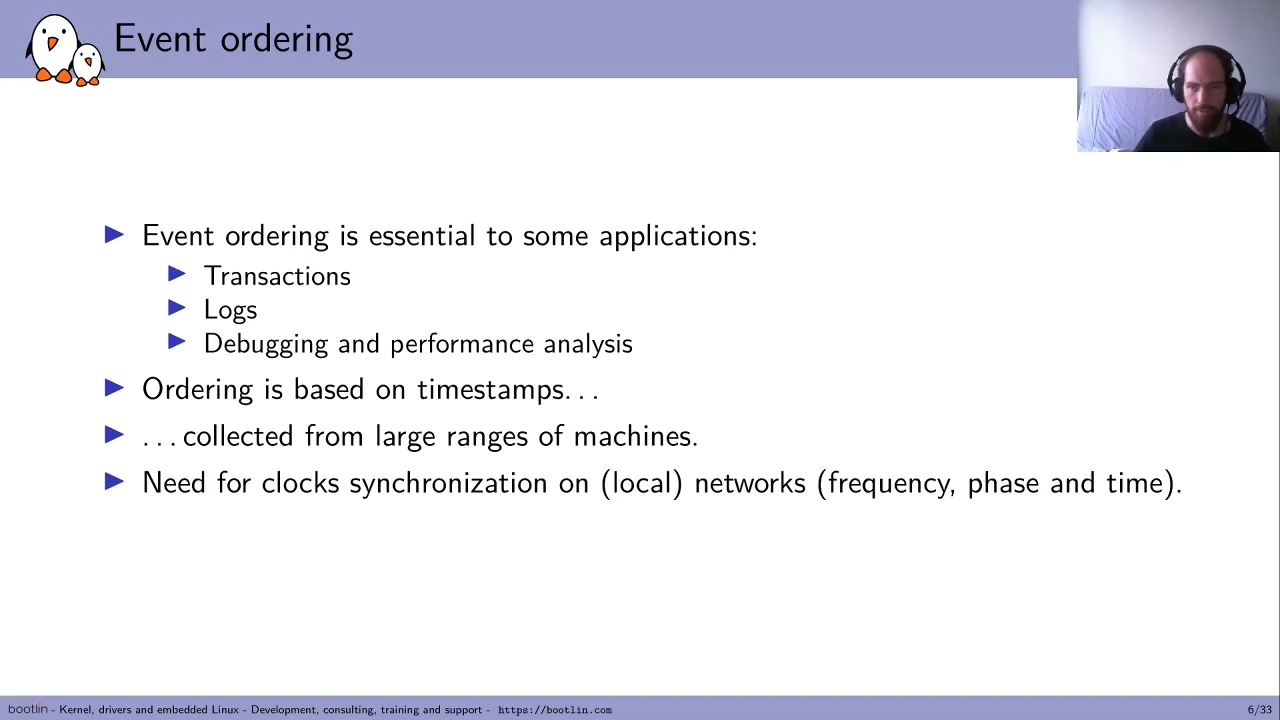 Event ordering
Event ordering is essential to some applications:
Transactions
Logs
Debugging and performance analysis
Ordering is based on timestamps...
...collected from large ranges of machines.
Need for clocks synchronization on (local) networks (frequency, phase and time).
bootlin - Kernel, drivers and embedded Linux - Development, consulting, training and support - https://bootlin.com 6/33